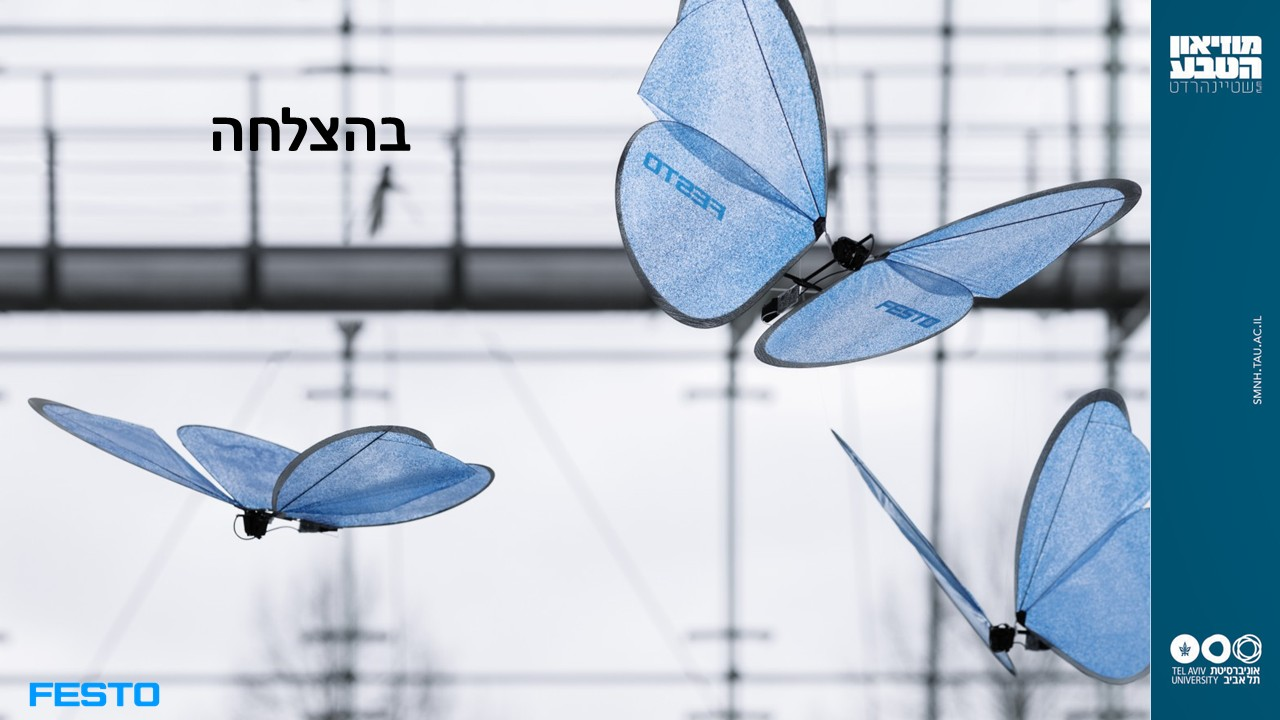 בהצלחה
מוזיאון
הטבע
שטיינהרדט
FESTO
FESTO
SMNH.TAU.AC.IL
FESTO
TEL AVIV
UNIVERSITY
אוניברסיטת
תל אביב